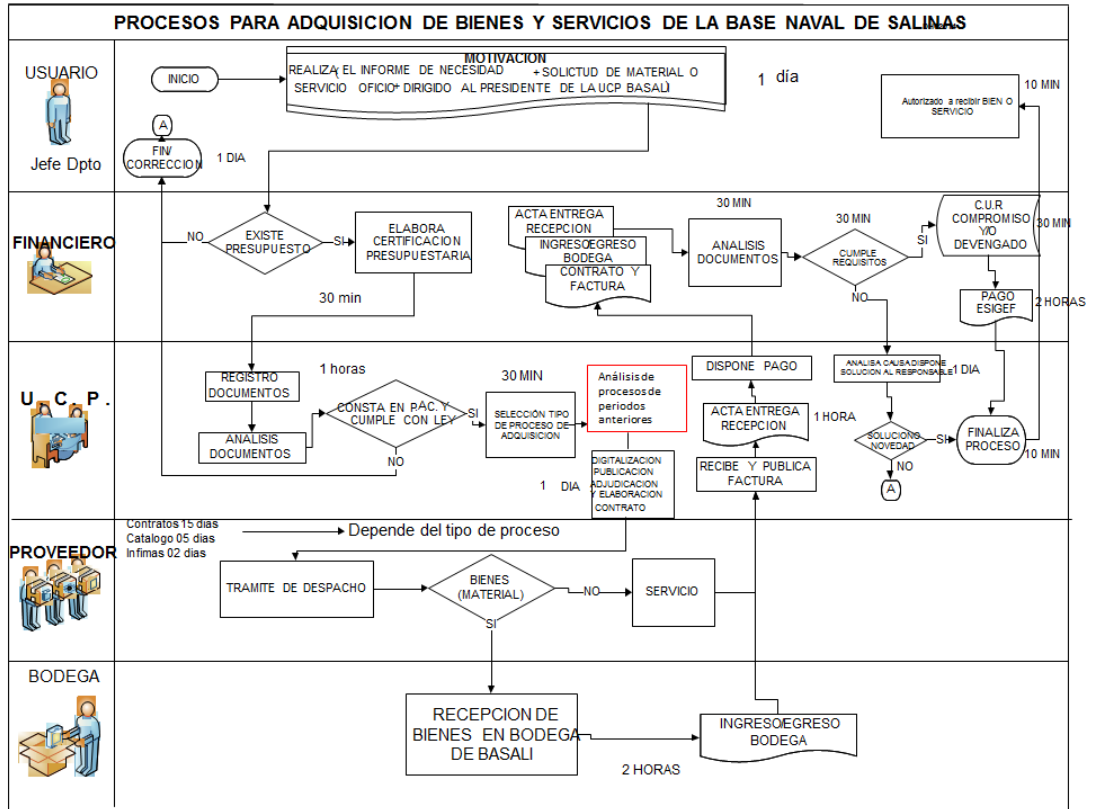 PROCESOS PARA ADQUISICION DE BIENES Y SERVICIOS DE LA BASE NAVAL DE SALINAS
USUARIO
Jefe Dpto
INICIO
MOTIVACION
REALIZA EL INFORME DE NECESIDAD + SOLICTUD DE MATERIAL O
SERVICIO OFICIO+ DIRIGIDO AL PRESIDENTE DE LA UCP BASALI
1 día
A
FIN/
CORRECCION
1 DIA
10 MIN
Autorizado a recibir BIEN O
SERVICIO
FINANCIERO
NO
EXISTE
PRESUPUESTO
SI
ELABORA
CERTIFICACION
PRESUPUESTARIA
30 min
ACTA ENTREGA
RECEPCION
INGRESO/EGRESO
BODEGA
CONTRATO Y
FACTURA
30 MIN
ANALISIS
DOCUMENTOS
30 MIN
CUMPLE
REQUISITOS
SI
NO
C.U.R
COMPROMISO
Y/O
DEVENGADO
30 MIN
PAGO
ESIGEF
2 HORAS
U. C. P.
REGISTRO
DOCUMENTOS
ANALISIS
DOCUMENTOS
1 horas
CONSTA EN P.AC. Y
CUMPLE CON LEY
SI
NO
30 MIN
SELECCIÓN TIPO
DE PROCESO DE
ADQUISICION
Análisis de
procesos de
periodos
anteriores
1 DIA
DIGITALIZACION
PUBLICACION
ADJUDICACION
Y ELABORACION
CONTRATO
DISPONE PAGO
ACTA ENTREGA
RECEPCION
1 HORA
RECIBE Y PUBLICA
FACTURA
ANALISA CAUSA DISPONE
SOLUCION AL RESPONSABLE
1 DIA
SOLUCIONO
NOVEDAD
SI
NO
A
FINALIZA
PROCESO
10 MIN
PROVEEDOR
Contratos 15 dias
Catalogo 05 dias
Infimas 02 dias
Depende del tipo de proceso
TRAMITE DE DESPACHO
BIENES
(MATERIAL)
NO
SI
SERVICIO
BODEGA
RECEPCION DE
BIENES EN BODEGA
DE BASALI
2 HORAS
INGRESO/EGRESO
BODEGA